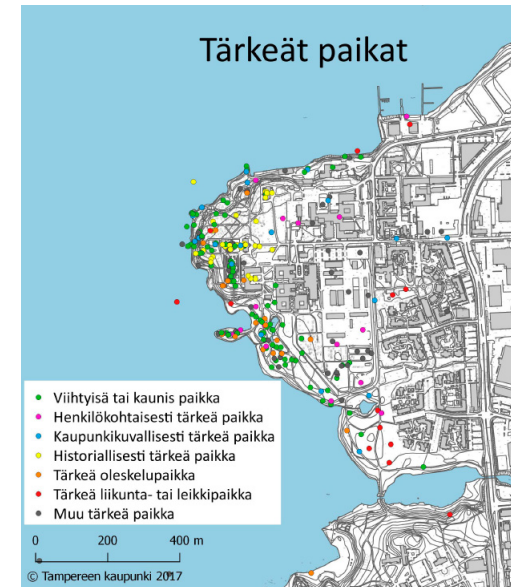 Tärkeät paikat
Viihtyisä tai kaunis paikka
Henkilökohtaisesti tärkeä paikka
Kaupunkikuvallisesti tärkeä paikka
Historiallisesti tärkeä paikka
Tärkeä oleskelupaikka
Tärkeä liikunta- tai leikkipaikka
Muu tärkeä paikka
0 200 400 m
© Tampereen kaupunki 2017